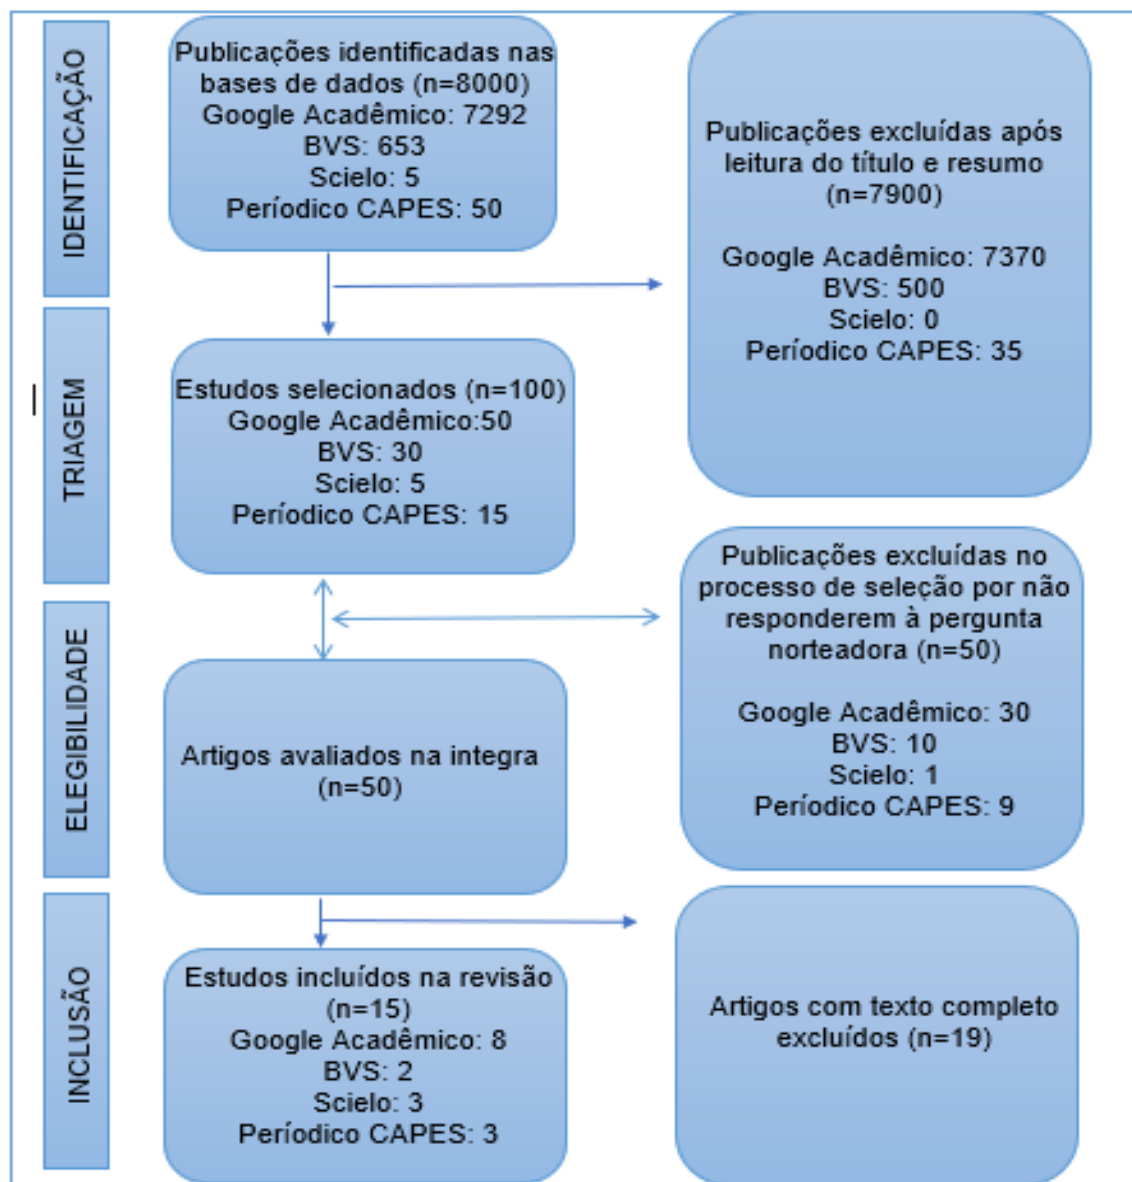 IDENTIFICAÇÃO
Publicações identificadas nas
bases de dados (n=8000)
Google Acadêmico: 7292
BVS: 653
Scielo: 5
Períodico CAPES: 50
Publicações excluídas após
leitura do título e resumo
(n=7900)
Google Acadêmico: 7370
BVS: 500
Scielo: 0
Períodico CAPES: 35
TRIAGEM
Estudos selecionados (n=100)
Google Acadêmico:50
BVS: 30
Scielo: 5
Períodico CAPES: 15
Publicações excluídas no
processo de seleção por não
responderem à pergunta
norteadora (n=50)
Google Acadêmico: 30
BVS: 10
Scielo: 1
Períodico CAPES: 9
ELEGIBILIDADE
Artigos avaliados na integra
(n=50)
INCLUSÃO
Estudos incluídos na revisão
(n=15)
Google Acadêmico: 8
BVS: 2
Scielo: 3
Períodico CAPES: 3
Artigos com texto completo
excluídos (n=19)